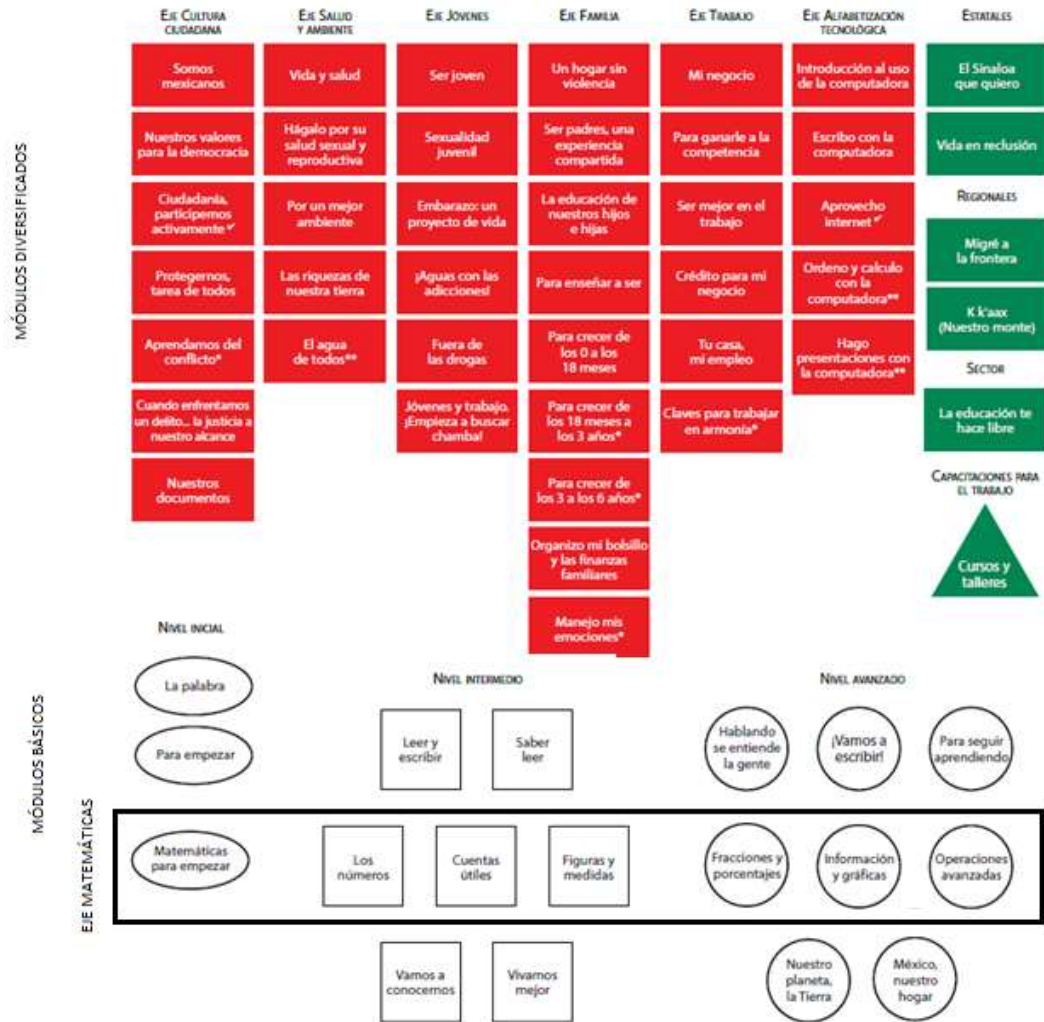 EJE CULTURA
CIUDADANA
EJE SALUD
Y AMBIENTE
EJE JÓVENES
EJE FAMILIA
EJE TRABAJO
EJE ALFABETIZACIÓN
TECNOLÓGICA
ESTATALES
MÓDULOS DIVERSIFICADOS
Somos
mexicanos
Vida y salud
Ser joven
Un hogar sin
violencia
Mi negocio
Introducción al uso
de la computadora
El Sinaloa
que quiero
Nuestros valores
para la democracia
Hágalo por su
salud sexual y
reproductiva
Sexualidad
juvenil
Ser padres, una
experiencia
compartida
Para ganarle a la
competencia
Escribo con la
computadora
Vida en reclusión
Ciudadanía,
participemos
activamente✓
Por un mejor
ambiente
Embarazo: un
proyecto de vida
La educación de
nuestros hijos
e hijas
Ser mejor en el
trabajo
Aprovecho
internet✓
REGIONALES
Migré a
la frontera
Protegernos,
tarea de todos
Las riquezas de
nuestra tierra
¡Aguas con las
adicciones!
Para enseñar a ser
Crédito para mi
negocio
Ordeno y calculo
con la
computadora**
K k'aax
(Nuestro monte)
Aprendamos del
conflicto*
El agua
de todos**
Fuera de
las drogas
Para crecer de
los 0 a los
18 meses
Tu casa,
mi empleo
Hago
presentaciones con
la computadora**
SECTOR
La educación te
hace libre
Cuando enfrentamos
un delito... la justicia a
nuestro alcance
Jóvenes y trabajo.
¡Empieza a buscar
chamba!
Para crecer de
los 18 meses a
los 3 años*
Claves para trabajar
en armonía*
Nuestros
documentos
Para crecer de
los 3 a los 6 años*
CAPACITACIONES PARA
EL TRABAJO
Cursos y
talleres
Organizo mi bolsillo
y las finanzas
familiares
Manejo mis
emociones*
MÓDULOS BÁSICOS
NIVEL INICIAL
NIVEL INTERMEDIO
NIVEL AVANZADO
La palabra
Para empezar
Leer y
escribir
Saber
leer
Hablando
se entiende
la gente
¡Vamos a
escribir!
Para seguir
aprendiendo
EJE MATEMÁTICAS
Matemáticas
para empezar
Los
números
Cuentas
útiles
Figuras y
medidas
Fracciones y
porcentajes
Información
y gráficas
Operaciones
avanzadas
Vamos a
conocernos
Vivamos
mejor
Nuestro
planeta,
la Tierra
México,
nuestro
hogar